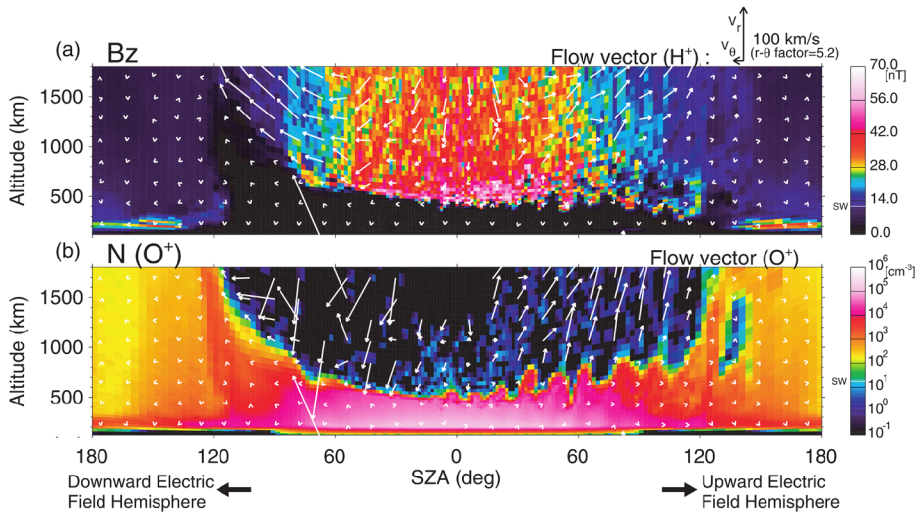 (a) Bz
Flow vector (H⁺) :
Vr
Vθ
100 km/s
(r-θ factor=5.2)
70.0
[nT]
56.0
42.0
28.0
14.0
0.0
SW
Altitude (km)
1500
1000
500
(b) N (O⁺)
Flow vector (O⁺)
10⁶
[cm⁻³]
10⁵
10⁴
10³
10²
10¹
10⁰
10⁻¹
SW
Altitude (km)
1500
1000
500
180 120 60 0 60 120 180
SZA (deg)
Downward Electric
Field Hemisphere
Upward Electric
Field Hemisphere